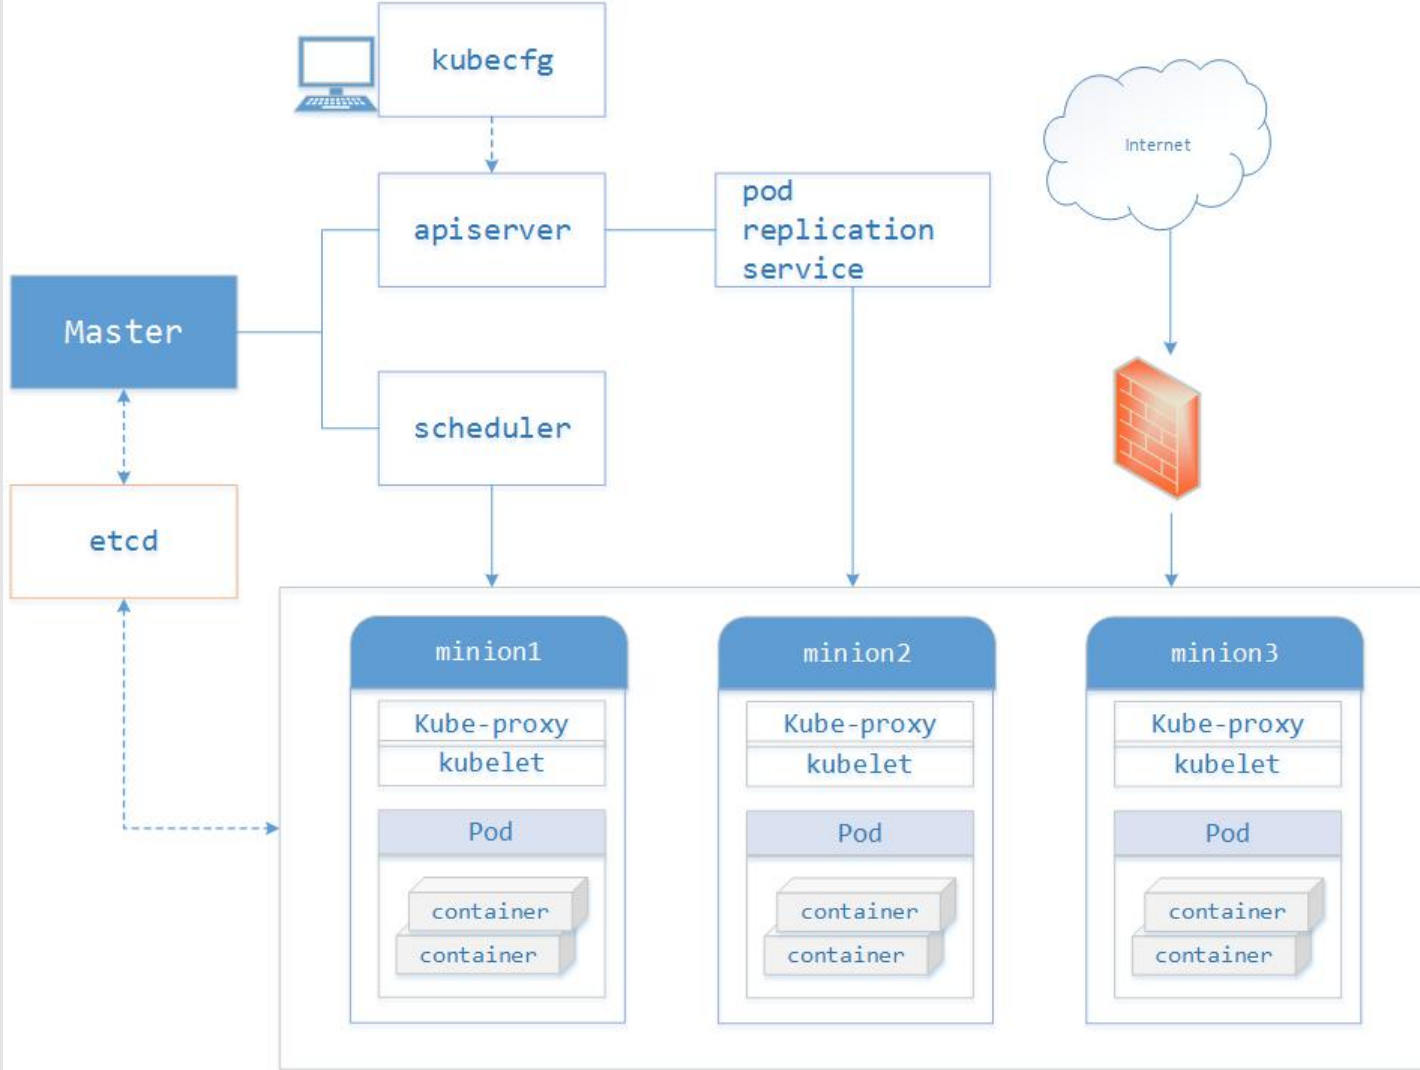 kubecfg
Internet
apiserver
pod
replication
service
Master
scheduler
etcd
minion1
minion2
minion3
Kube-proxy
kubelet
Kube-proxy
kubelet
Kube-proxy
kubelet
Pod
Pod
Pod
container
container
container
container
container
container